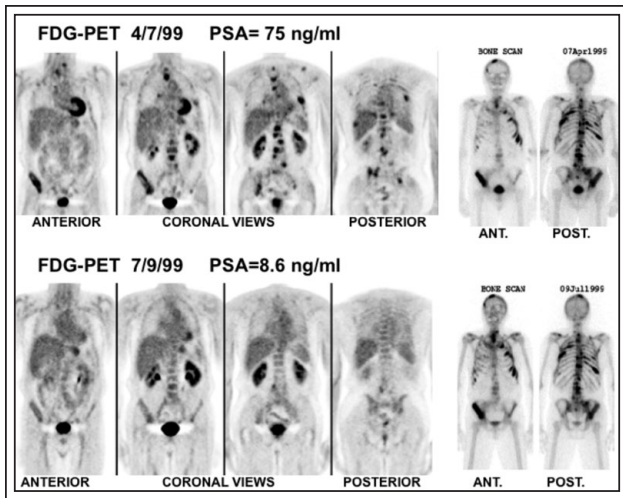 FDG-PET 4/7/99 PSA= 75 ng/ml
BONE SCAN 07Apr1999
ANTERIOR CORONAL VIEWS POSTERIOR
ANT. POST.
FDG-PET 7/9/99 PSA=8.6 ng/ml
BONE SCAN 09Jul1999
ANTERIOR CORONAL VIEWS POSTERIOR
ANT. POST.